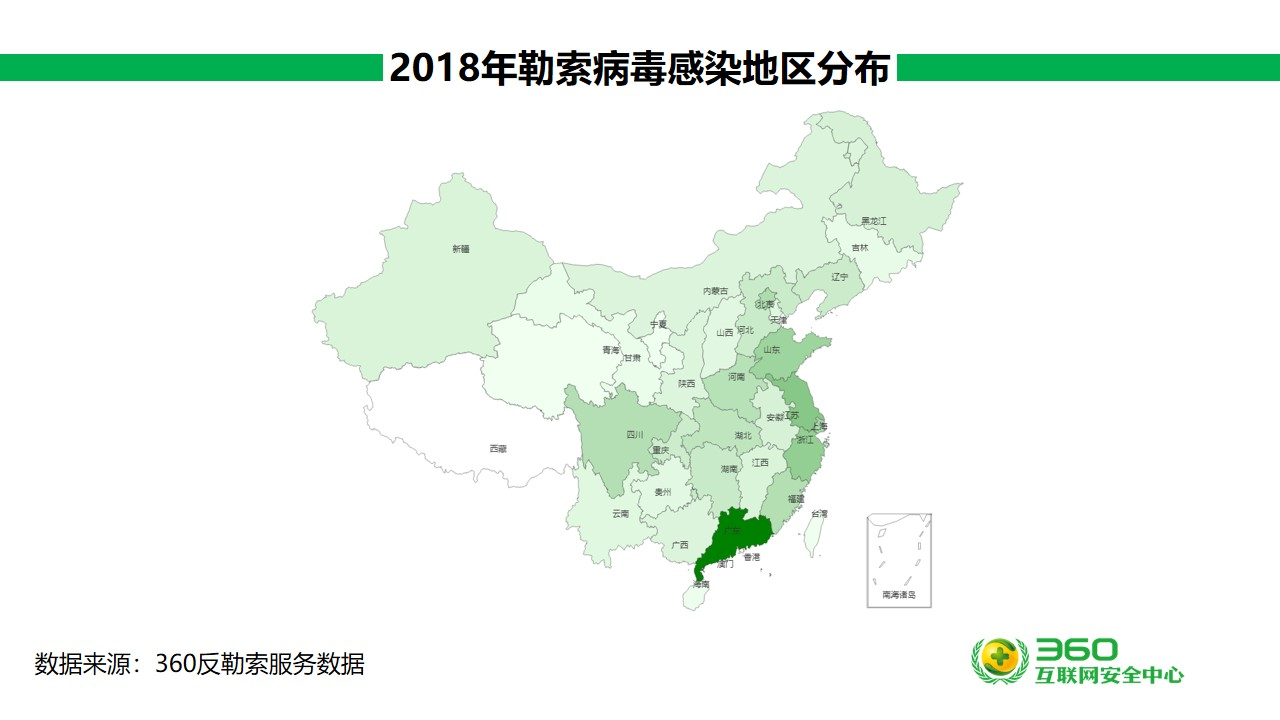 2018年勒索病毒感染地区分布
黑龙江
新疆
吉林
辽宁
内蒙古
北京
天津
宁夏
山西
河北
青海
甘肃
山东
河南
陕西
安徽
江苏
上海
四川
湖北
浙江
重庆
西藏
江西
湖南
贵州
福建
云南
台湾
广东
广西
香港
澳门
海南
南海诸岛
数据来源：360反勒索服务数据
360
互联网安全中心